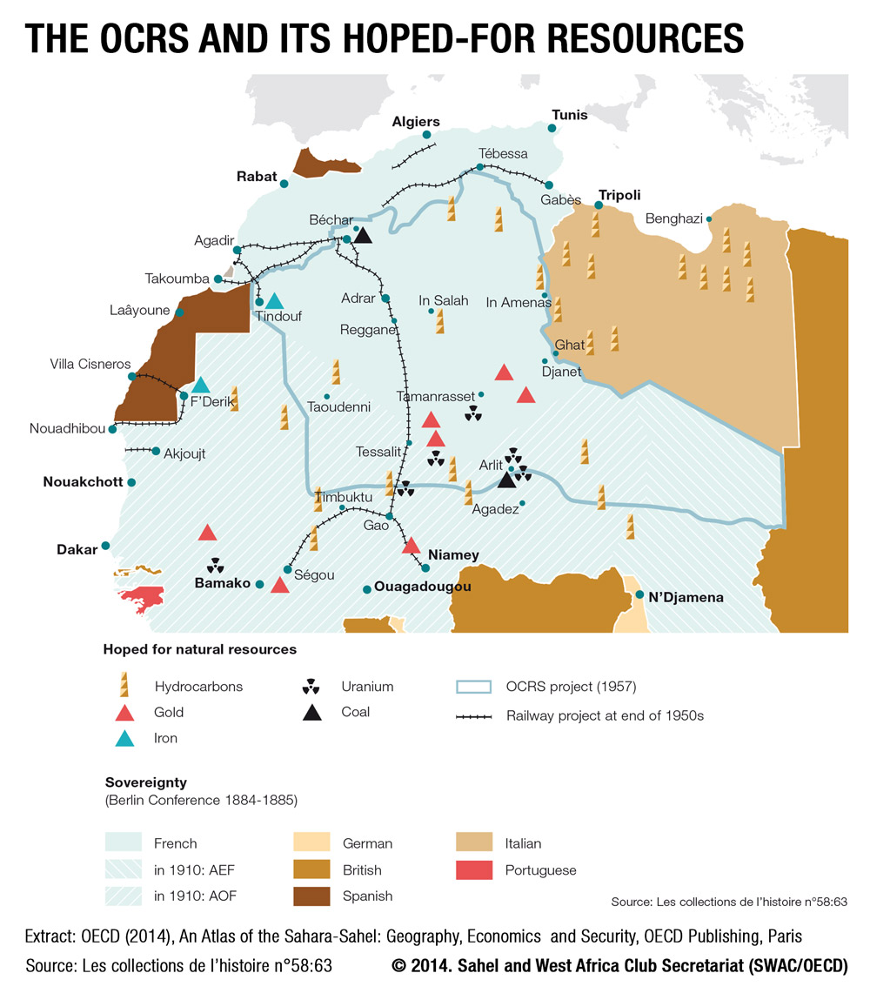 THE OCRS AND ITS HOPED-FOR RESOURCES
Algiers
Tunis
Tébessa
Rabat
Gabès
Tripoli
Béchar
Benghazi
Agadir
Takoumba
Adrar
In Salah
In Amenas
Laâyoune
Tindouf
Reggane
Ghat
Villa Cisneros
Djanet
F'Derik
Taoudenni
Tamanrasset
Nouadhibou
Akjoujt
Tessalit
Arlit
Nouakchott
Timbuktu
Agadez
Gao
Dakar
Niamey
Ségou
Bamako
Ouagadougou
N'Djamena
Hoped for natural resources
Hydrocarbons
Uranium
OCRS project (1957)
Gold
Coal
Railway project at end of 1950s
Iron
Sovereignty
(Berlin Conference 1884-1885)
French
German
Italian
in 1910: AEF
British
Portuguese
in 1910: AOF
Spanish
Source: Les collections de l'histoire n°58:63
Extract: OECD (2014), An Atlas of the Sahara-Sahel: Geography, Economics and Security, OECD Publishing, Paris
Source: Les collections de l'histoire n°58:63
© 2014. Sahel and West Africa Club Secretariat (SWAC/OECD)